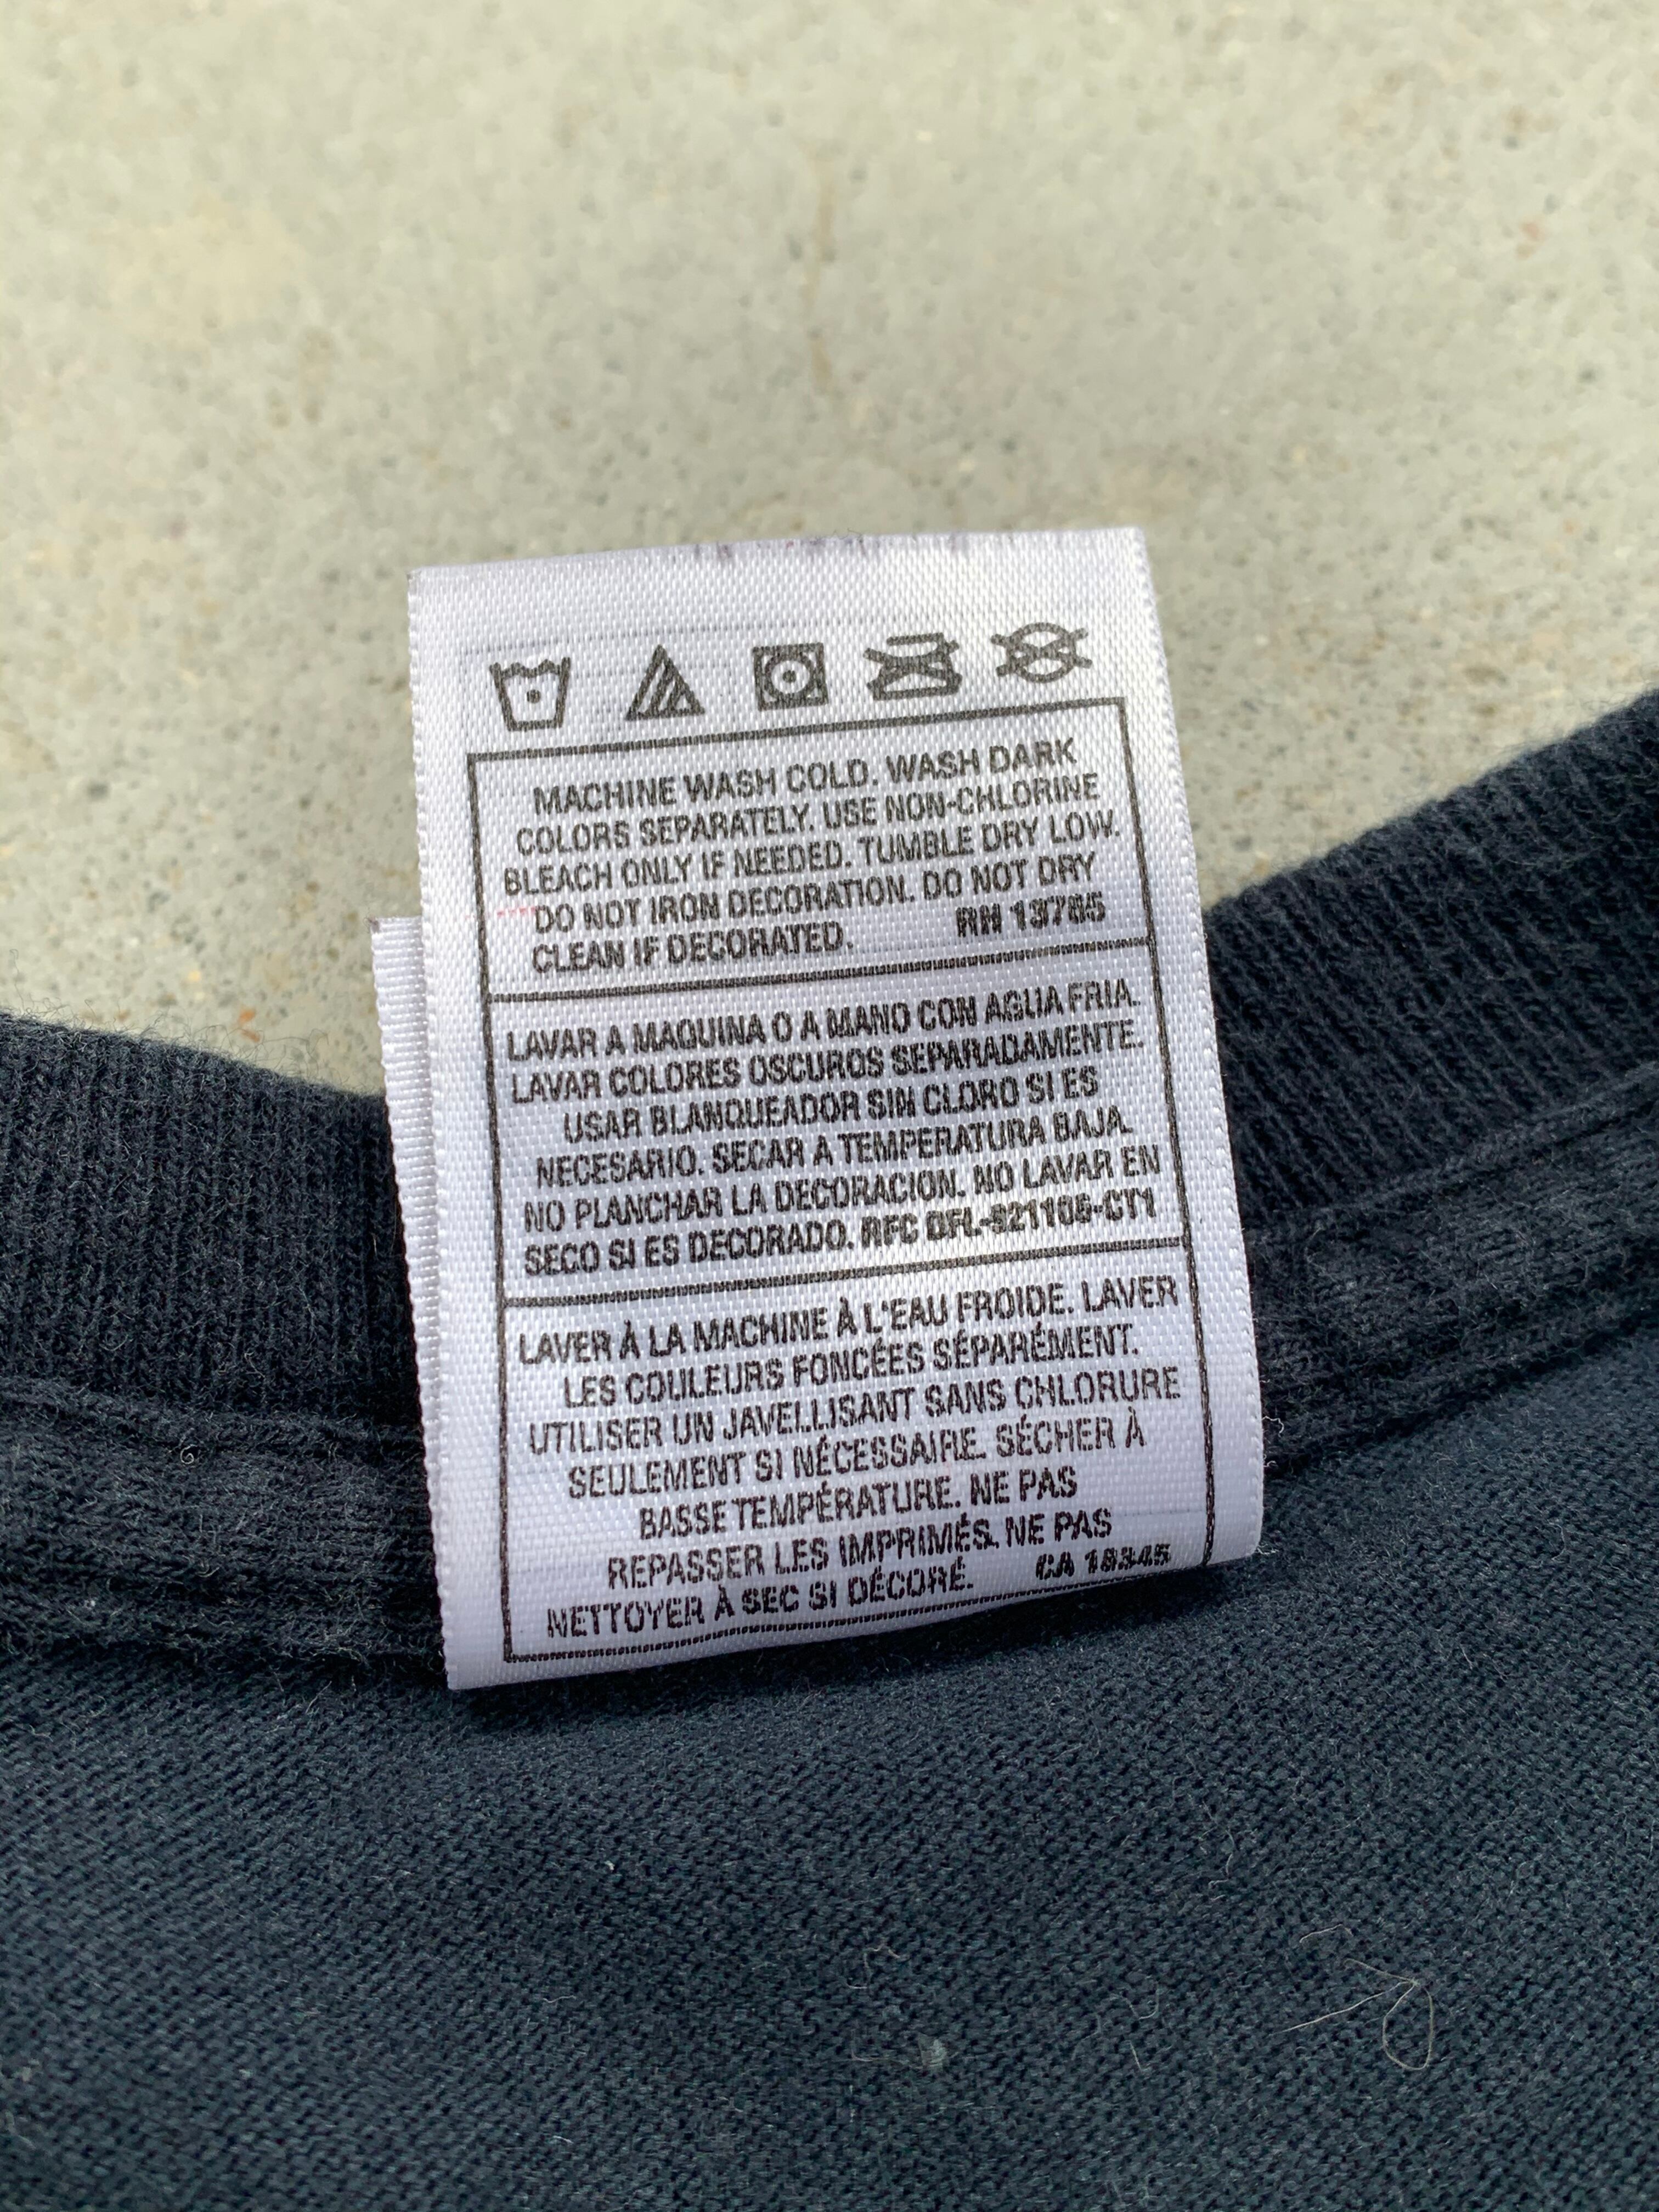 MACHINE WASH COLD. WASH DARK
COLORS SEPARATELY. USE NON-CHLORINE
BLEACH ONLY IF NEEDED. TUMBLE DRY LOW.
DO NOT IRON DECORATION. DO NOT DRY
CLEAN IF DECORATED. RN 13765
LAVAR A MAQUINA O A MANO CON AGUA FRIA.
LAVAR COLORES OSCUROS SEPARADAMENTE.
USAR BLANQUEADOR SIN CLORO SI ES
NECESARIO. SECAR A TEMPERATURA BAJA.
NO PLANCHAR LA DECORACION. NO LAVAR EN
SECO SI ES DECORADO. RFC DFL-921106-CT1
LAVER À LA MACHINE À L'EAU FROIDE. LAVER
LES COULEURS FONCÉES SÉPARÉMENT.
UTILISER UN JAVELLISANT SANS CHLORURE
SEULEMENT SI NÉCESSAIRE. SÉCHER À
BASSE TEMPÉRATURE. NE PAS
REPASSER LES IMPRIMÉS. NE PAS
NETTOYER À SEC SI DÉCORÉ. CA 18345